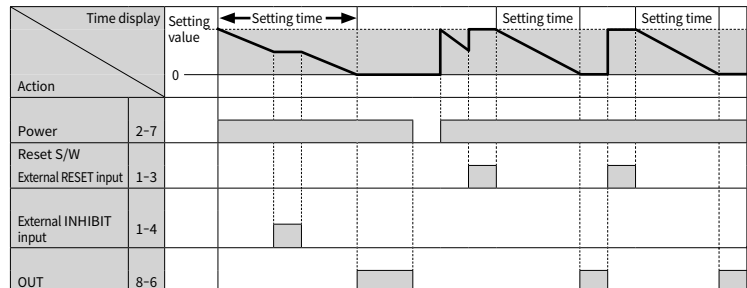 Time display
Setting value
Setting time
Setting time
Setting time
0
Action
Power 2-7
Reset S/W
External RESET input 1-3
External INHIBIT
input
1-4
OUT 8-6